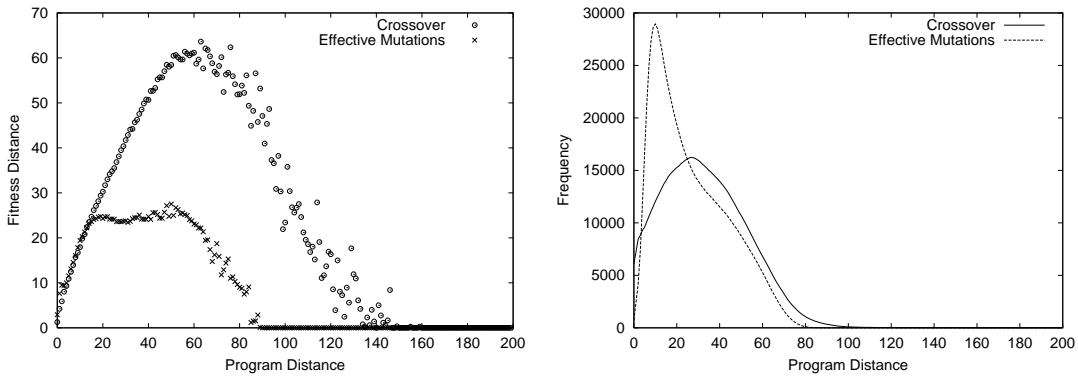 70
60
50
40
30
20
10
0
Fitness Distance
Crossover
Effective Mutations
0 20 40 60 80 100 120 140 160 180 200
Program Distance
30000
25000
20000
15000
10000
5000
0
Frequency
Crossover
Effective Mutations
0 20 40 60 80 100 120 140 160 180 200
Program Distance